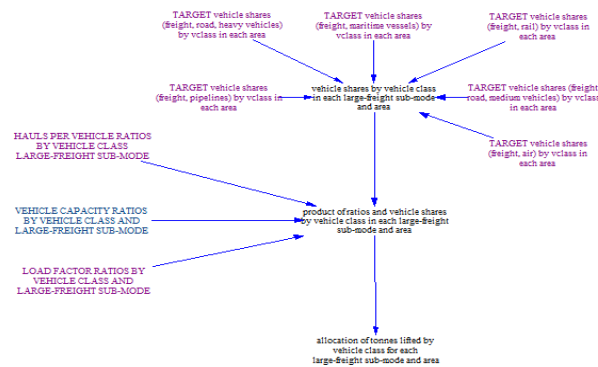 TARGET vehicle shares
(freight, road, heavy vehicles)
by vclass in each area
TARGET vehicle shares
(freight, maritime vessels) by
vclass in each area
TARGET vehicle shares
(freight, rail) by vclass in
each area
TARGET vehicle shares
(freight, pipelines) by vclass in
each area
vehicle shares by vehicle class
in each large-freight sub-mode
and area
TARGET vehicle shares (freight
road, medium vehicles) by vclass
in each area
TARGET vehicle shares
(freight, air) by vclass in
each area
HAULS PER VEHICLE RATIOS
BY VEHICLE CLASS
LARGE-FREIGHT SUB-MODE
VEHICLE CAPACITY RATIOS
BY VEHICLE CLASS AND
LARGE-FREIGHT SUB-MODE
product of ratios and vehicle shares
by vehicle class in each large-freight
sub-mode and area
LOAD FACTOR RATIOS BY
VEHICLE CLASS AND
LARGE-FREIGHT SUB-MODE
allocation of tonnes lifted by
vehicle class for each
large-freight sub-mode and area